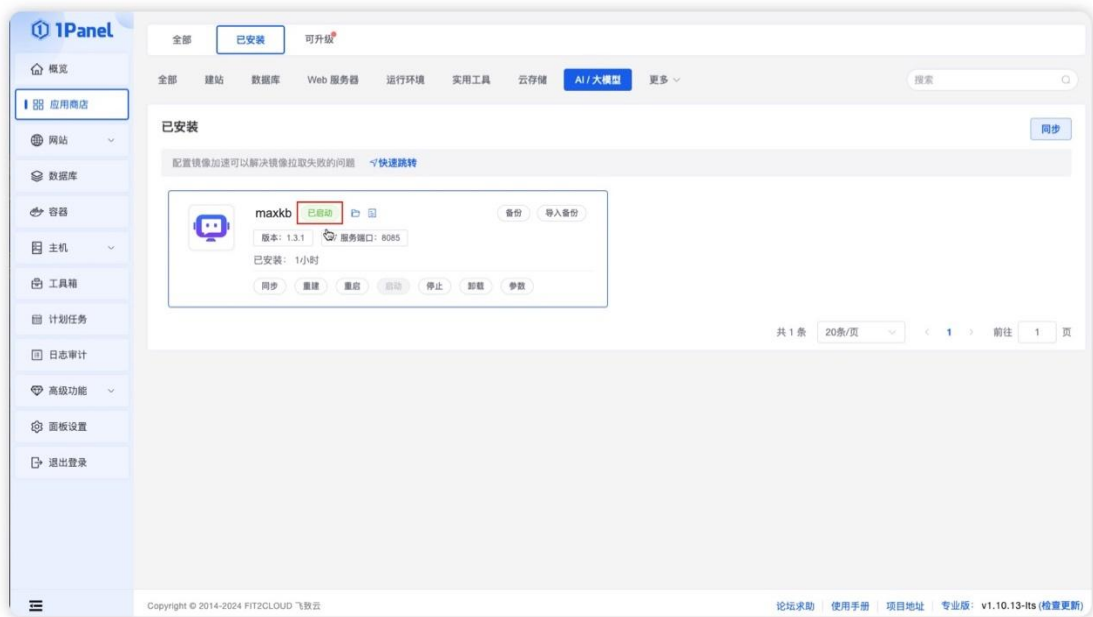 1Panel
概览
应用商店
网站
数据库
容器
主机
工具箱
计划任务
日志审计
高级功能
面板设置
退出登录
全部 已安装 可升级
全部 建站 数据库 Web 服务器 运行环境 实用工具 云存储 AI / 大模型 更多 搜索
已安装 同步
配置镜像加速可以解决镜像拉取失败的问题 快速跳转
maxkb 已启动 备份 导入备份
版本: 1.3.1 服务端口: 8085
已安装: 1小时
同步 重建 重启 启动 停止 卸载 参数
共 1 条 20条/页 1 前往 1 页
Copyright © 2014-2024 FIT2CLOUD 飞致云 论坛求助 使用手册 项目地址 专业版: v1.10.13-lts (检查更新)